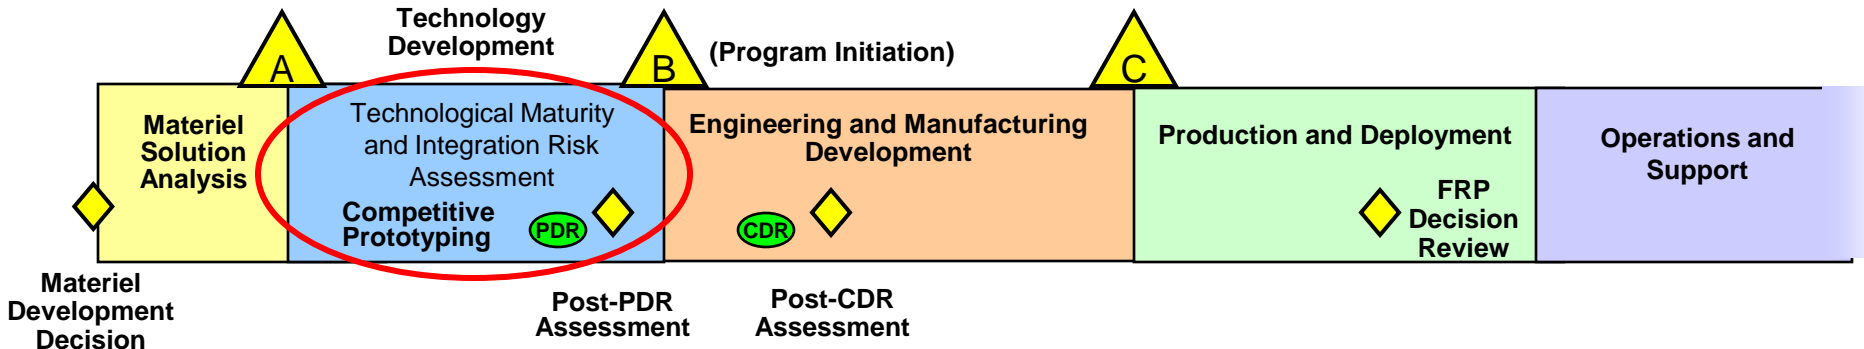 Technology
Development
A
B
(Program Initiation)
C
Materiel
Solution
Analysis
Technological Maturity
and Integration Risk
Assessment
Competitive
Prototyping
PDR
Engineering and Manufacturing
Development
CDR
Production and Deployment
FRP
Decision
Review
Operations and
Support
Materiel
Development
Decision
Post-PDR
Assessment
Post-CDR
Assessment